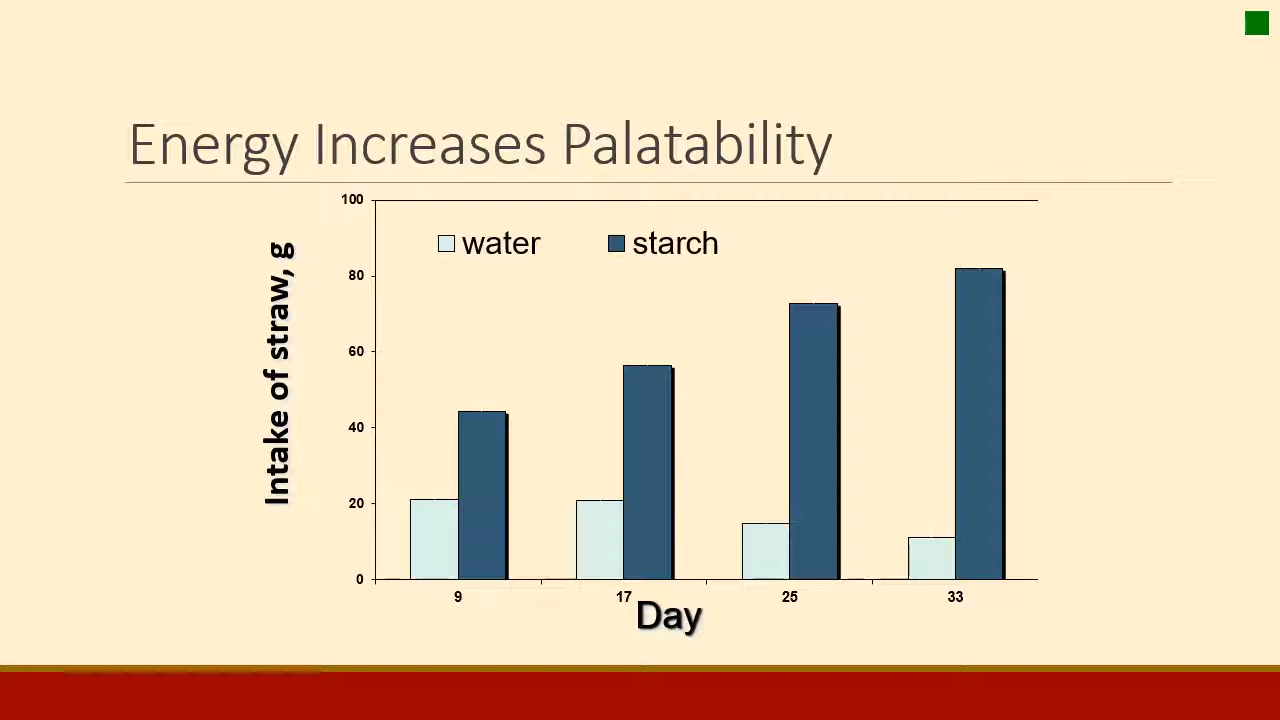 Energy Increases Palatability
Intake of straw, g
100
80
60
40
20
0
water starch
9 17 25 33
Day